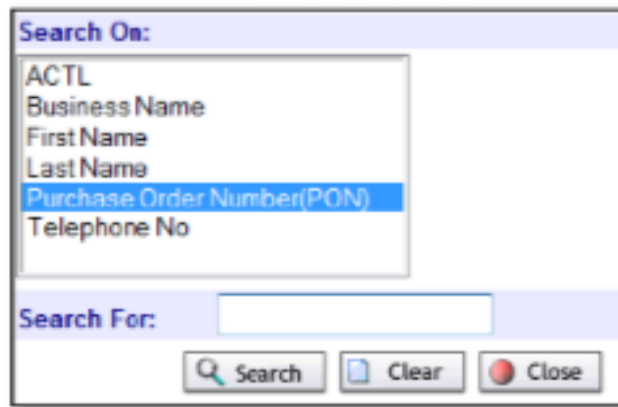 Search On:
ACTL
Business Name
First Name
Last Name
Purchase Order Number(PON)
Telephone No
Search For:
Search Clear Close